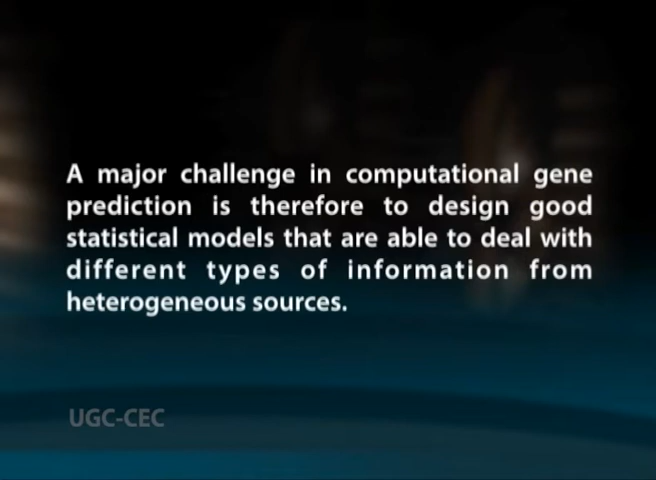 A major challenge in computational gene
prediction is therefore to design good
statistical models that are able to deal with
different types of information from
heterogeneous sources.
UGC-CEC